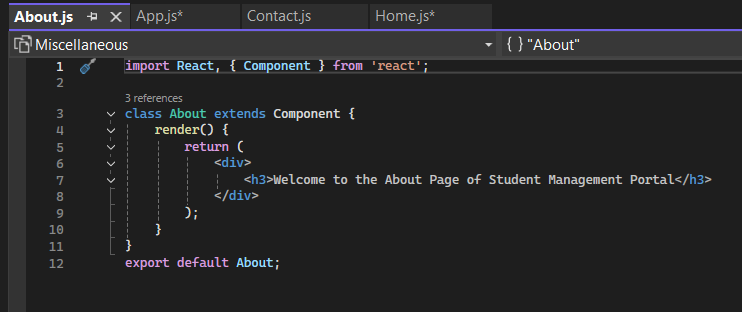 About.js App.js* Contact.js Home.js*
Miscellaneous { } "About"
1 import React, { Component } from 'react';
2
3 references
3 class About extends Component {
4 render() {
5 return (
6 <div>
7 <h3>Welcome to the About Page of Student Management Portal</h3>
8 </div>
9 );
10 }
11 }
12 export default About;